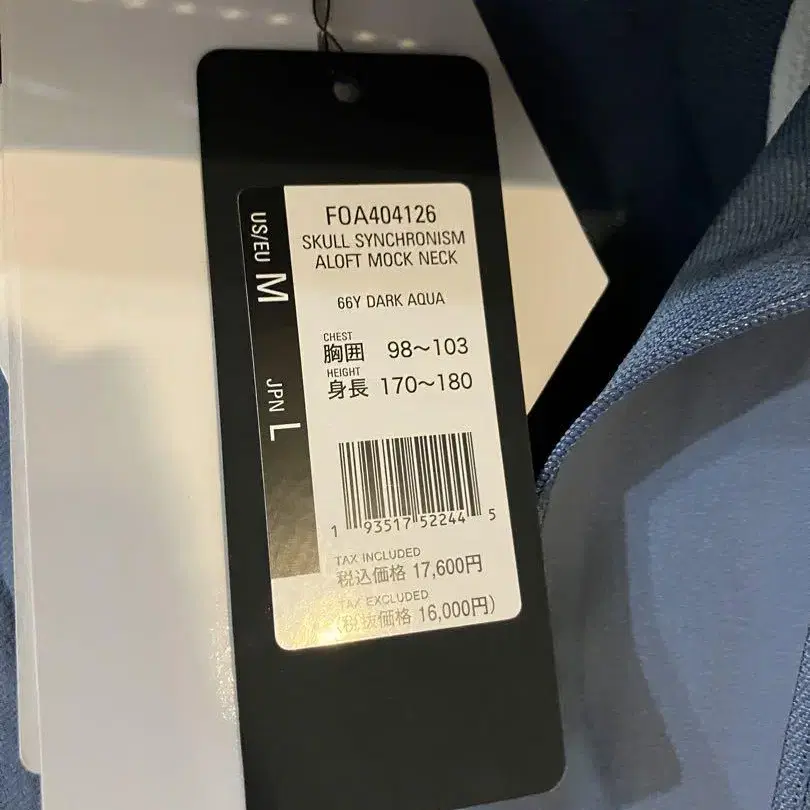 US/EU M
JPN L
FOA404126
SKULL SYNCHRONISM
ALOFT MOCK NECK
66Y DARK AQUA
CHEST
胸囲 98～103
HEIGHT
身長 170～180
1 93517 52244 5
TAX INCLUDED
税込価格 17,600円
TAX EXCLUDED
(税抜価格 16,000円)